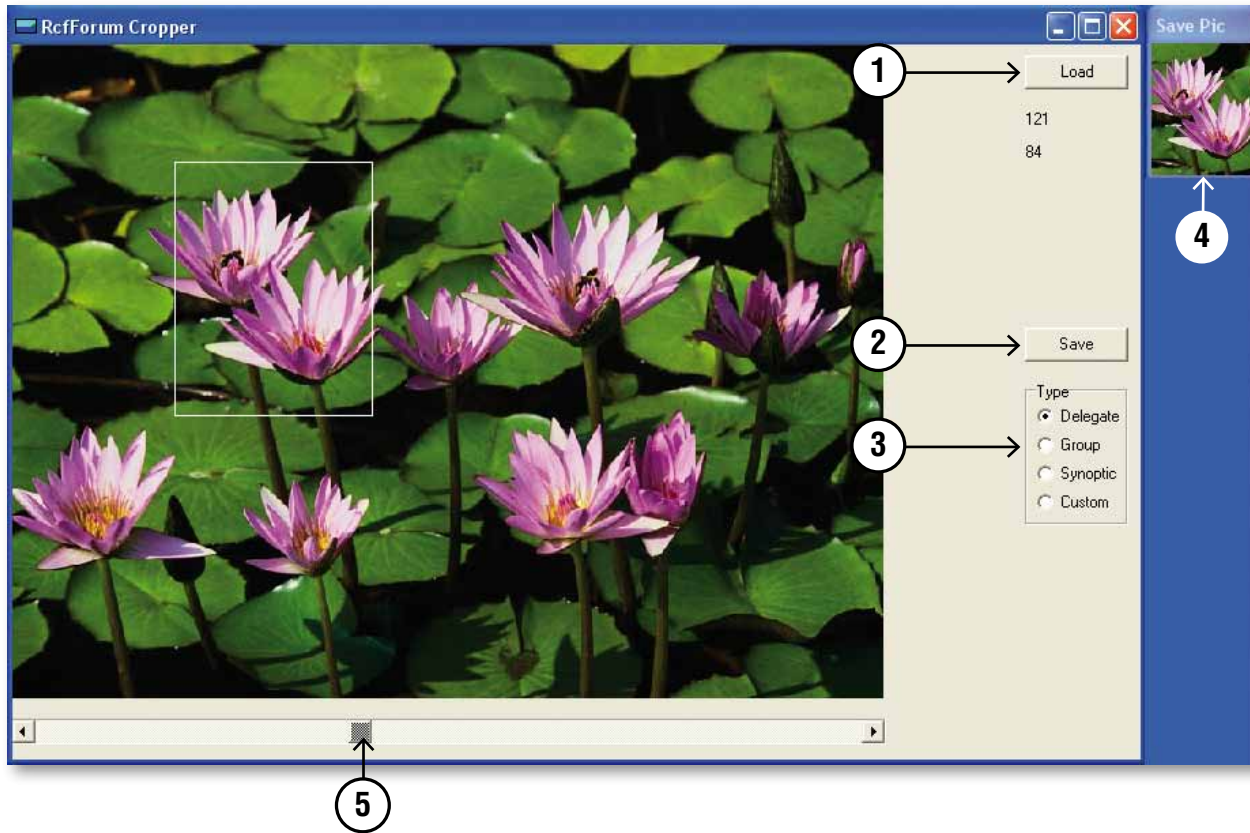 RcfForum Cropper
Save Pic
1
Load
121
84
4
2
Save
Type
Delegate
3
Group
Synoptic
Custom
5